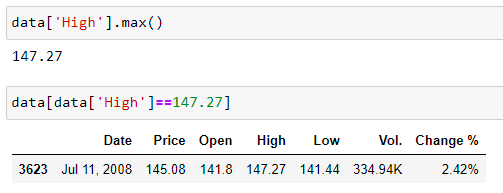 data['High'].max()
147.27
data[data['High']==147.27]
Date Price Open High Low Vol. Change %
3623 Jul 11, 2008 145.08 141.8 147.27 141.44 334.94K 2.42%